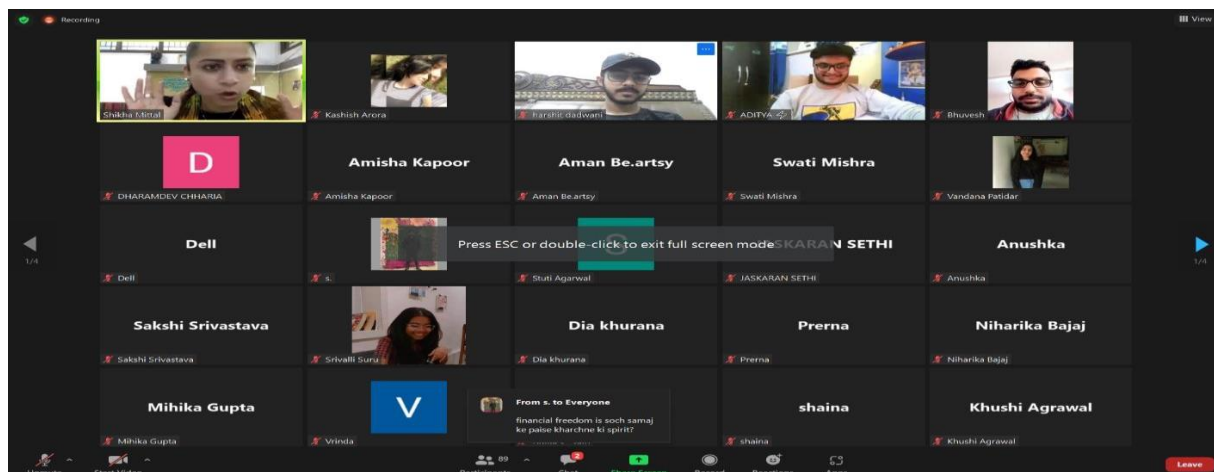 Recording
View
Shikha Mittal
Kashish Arora
harshit dadwani
ADITYA
Bhuvesh
D
Amisha Kapoor
Aman Be.artsy
Swati Mishra
DHARAMDEV CHHARIA
Amisha Kapoor
Aman Be.artsy
Swati Mishra
Vandana Patidar
Dell
S
JASKARAN SETHI
Anushka
Press ESC or double-click to exit full screen mode
1/4
1/4
Dell
s.
Stuti Agarwal
JASKARAN SETHI
Anushka
Sakshi Srivastava
Dia khurana
Prerna
Niharika Bajaj
Sakshi Srivastava
Srivalli Suru
Dia khurana
Prerna
Niharika Bajaj
Mihika Gupta
V
shaina
Khushi Agrawal
From s. to Everyone
financial freedom is soch samaj
ke paise kharchne ki spirit?
Mihika Gupta
Vrinda
shaina
Khushi Agrawal
89
2
Leave